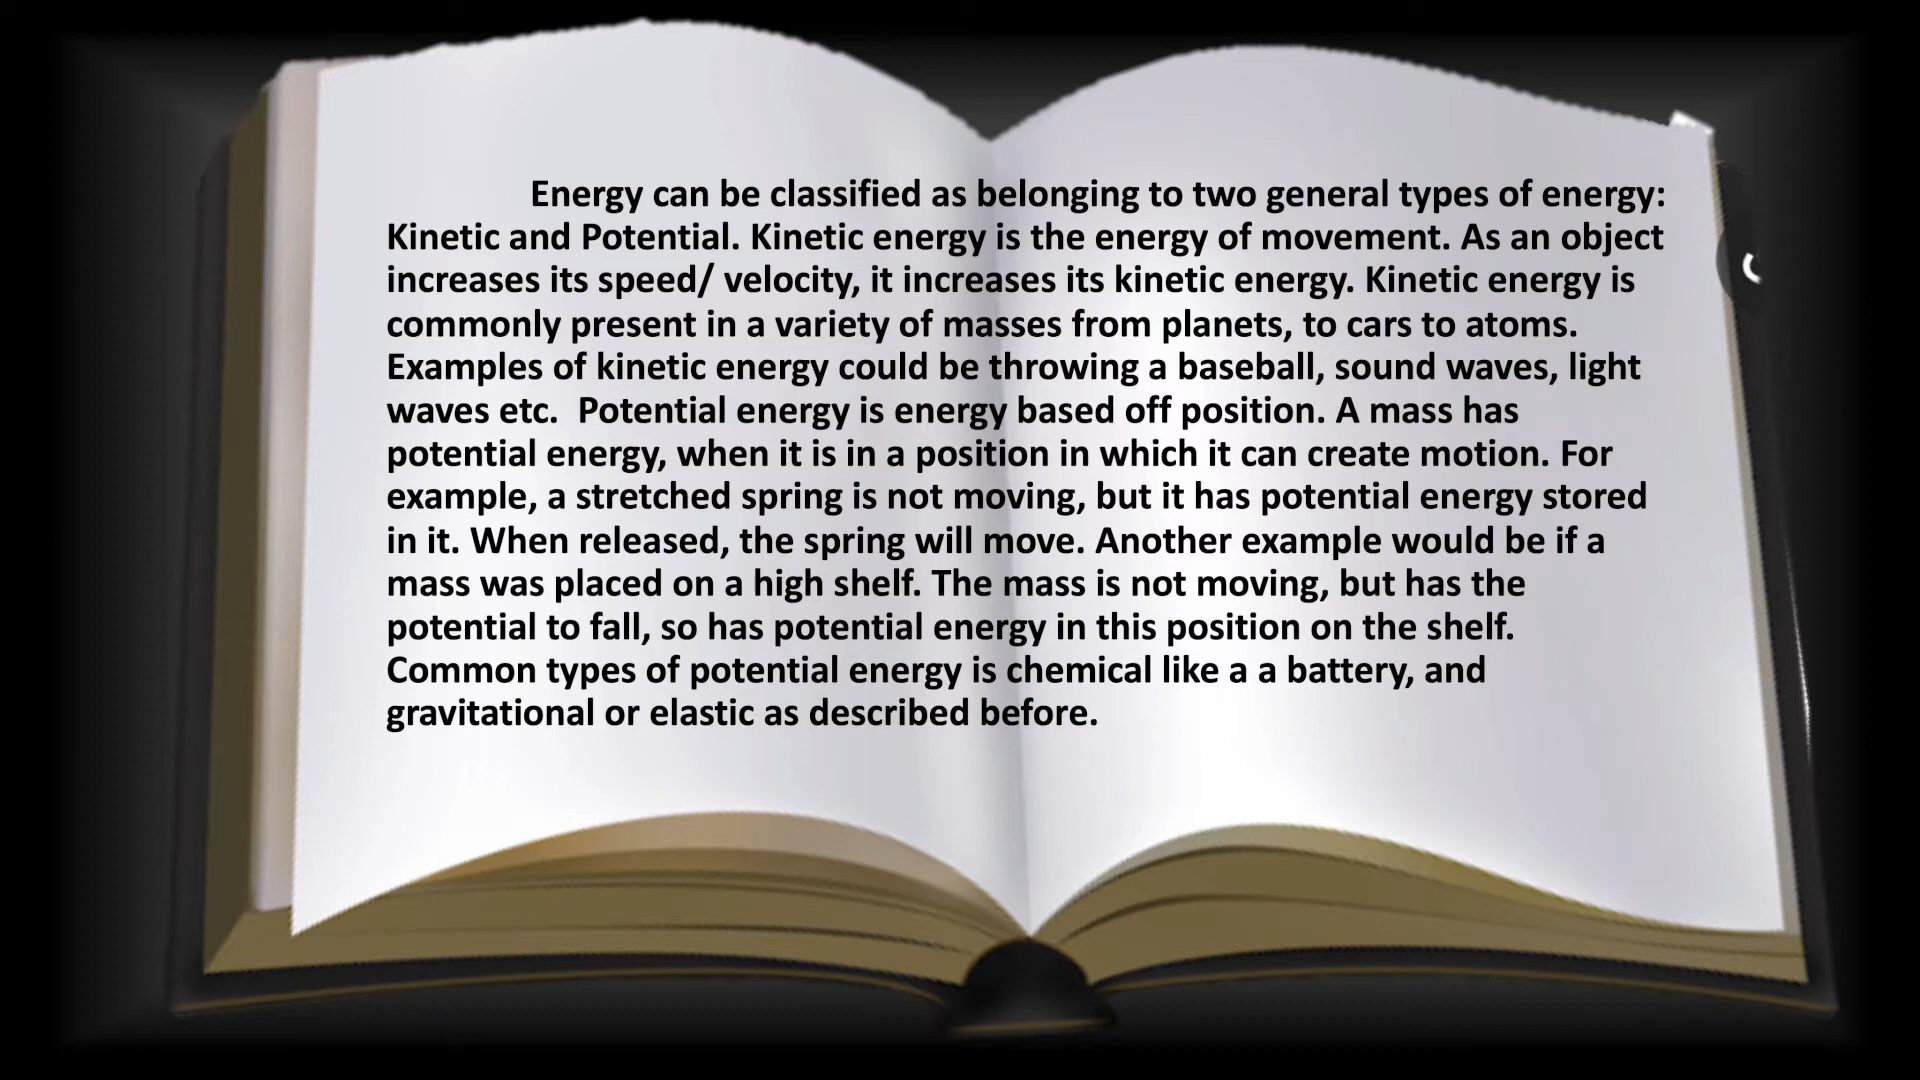 Energy can be classified as belonging to two general types of energy:
Kinetic and Potential. Kinetic energy is the energy of movement. As an object
increases its speed/ velocity, it increases its kinetic energy. Kinetic energy is
commonly present in a variety of masses from planets, to cars to atoms.
Examples of kinetic energy could be throwing a baseball, sound waves, light
waves etc.  Potential energy is energy based off position. A mass has
potential energy, when it is in a position in which it can create motion. For
example, a stretched spring is not moving, but it has potential energy stored
in it. When released, the spring will move. Another example would be if a
mass was placed on a high shelf. The mass is not moving, but has the
potential to fall, so has potential energy in this position on the shelf.
Common types of potential energy is chemical like a a battery, and
gravitational or elastic as described before.